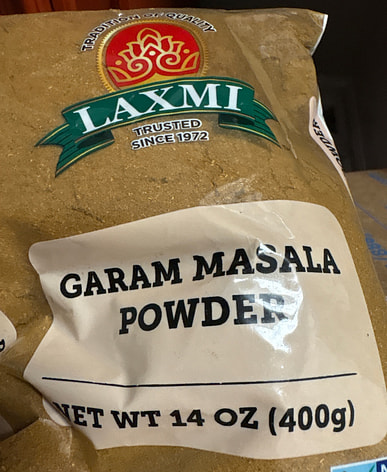 TRADITION OF QUALITY
LAXMI
TRUSTED
SINCE 1972
GARAM MASALA
POWDER
NET WT 14 OZ (400g)